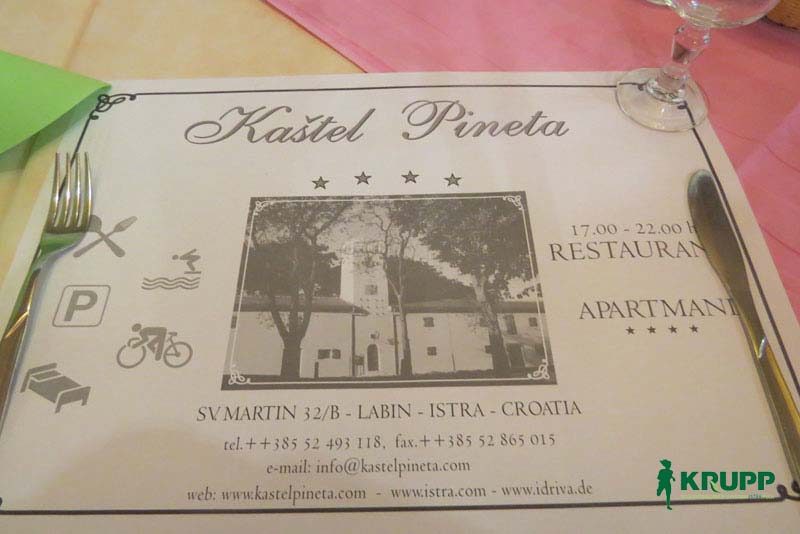 Kaštel Pineta
17.00 - 22.00 h
RESTAURAN
P
APARTMANI
SV. MARTIN 32/B - LABIN - ISTRA - CROATIA
tel.++385 52 493 118, fax.++385 52 865 015
e-mail: info@kastelpineta.com
web: www.kastelpineta.com - www.istra.com - www.idriva.de
KRUPP